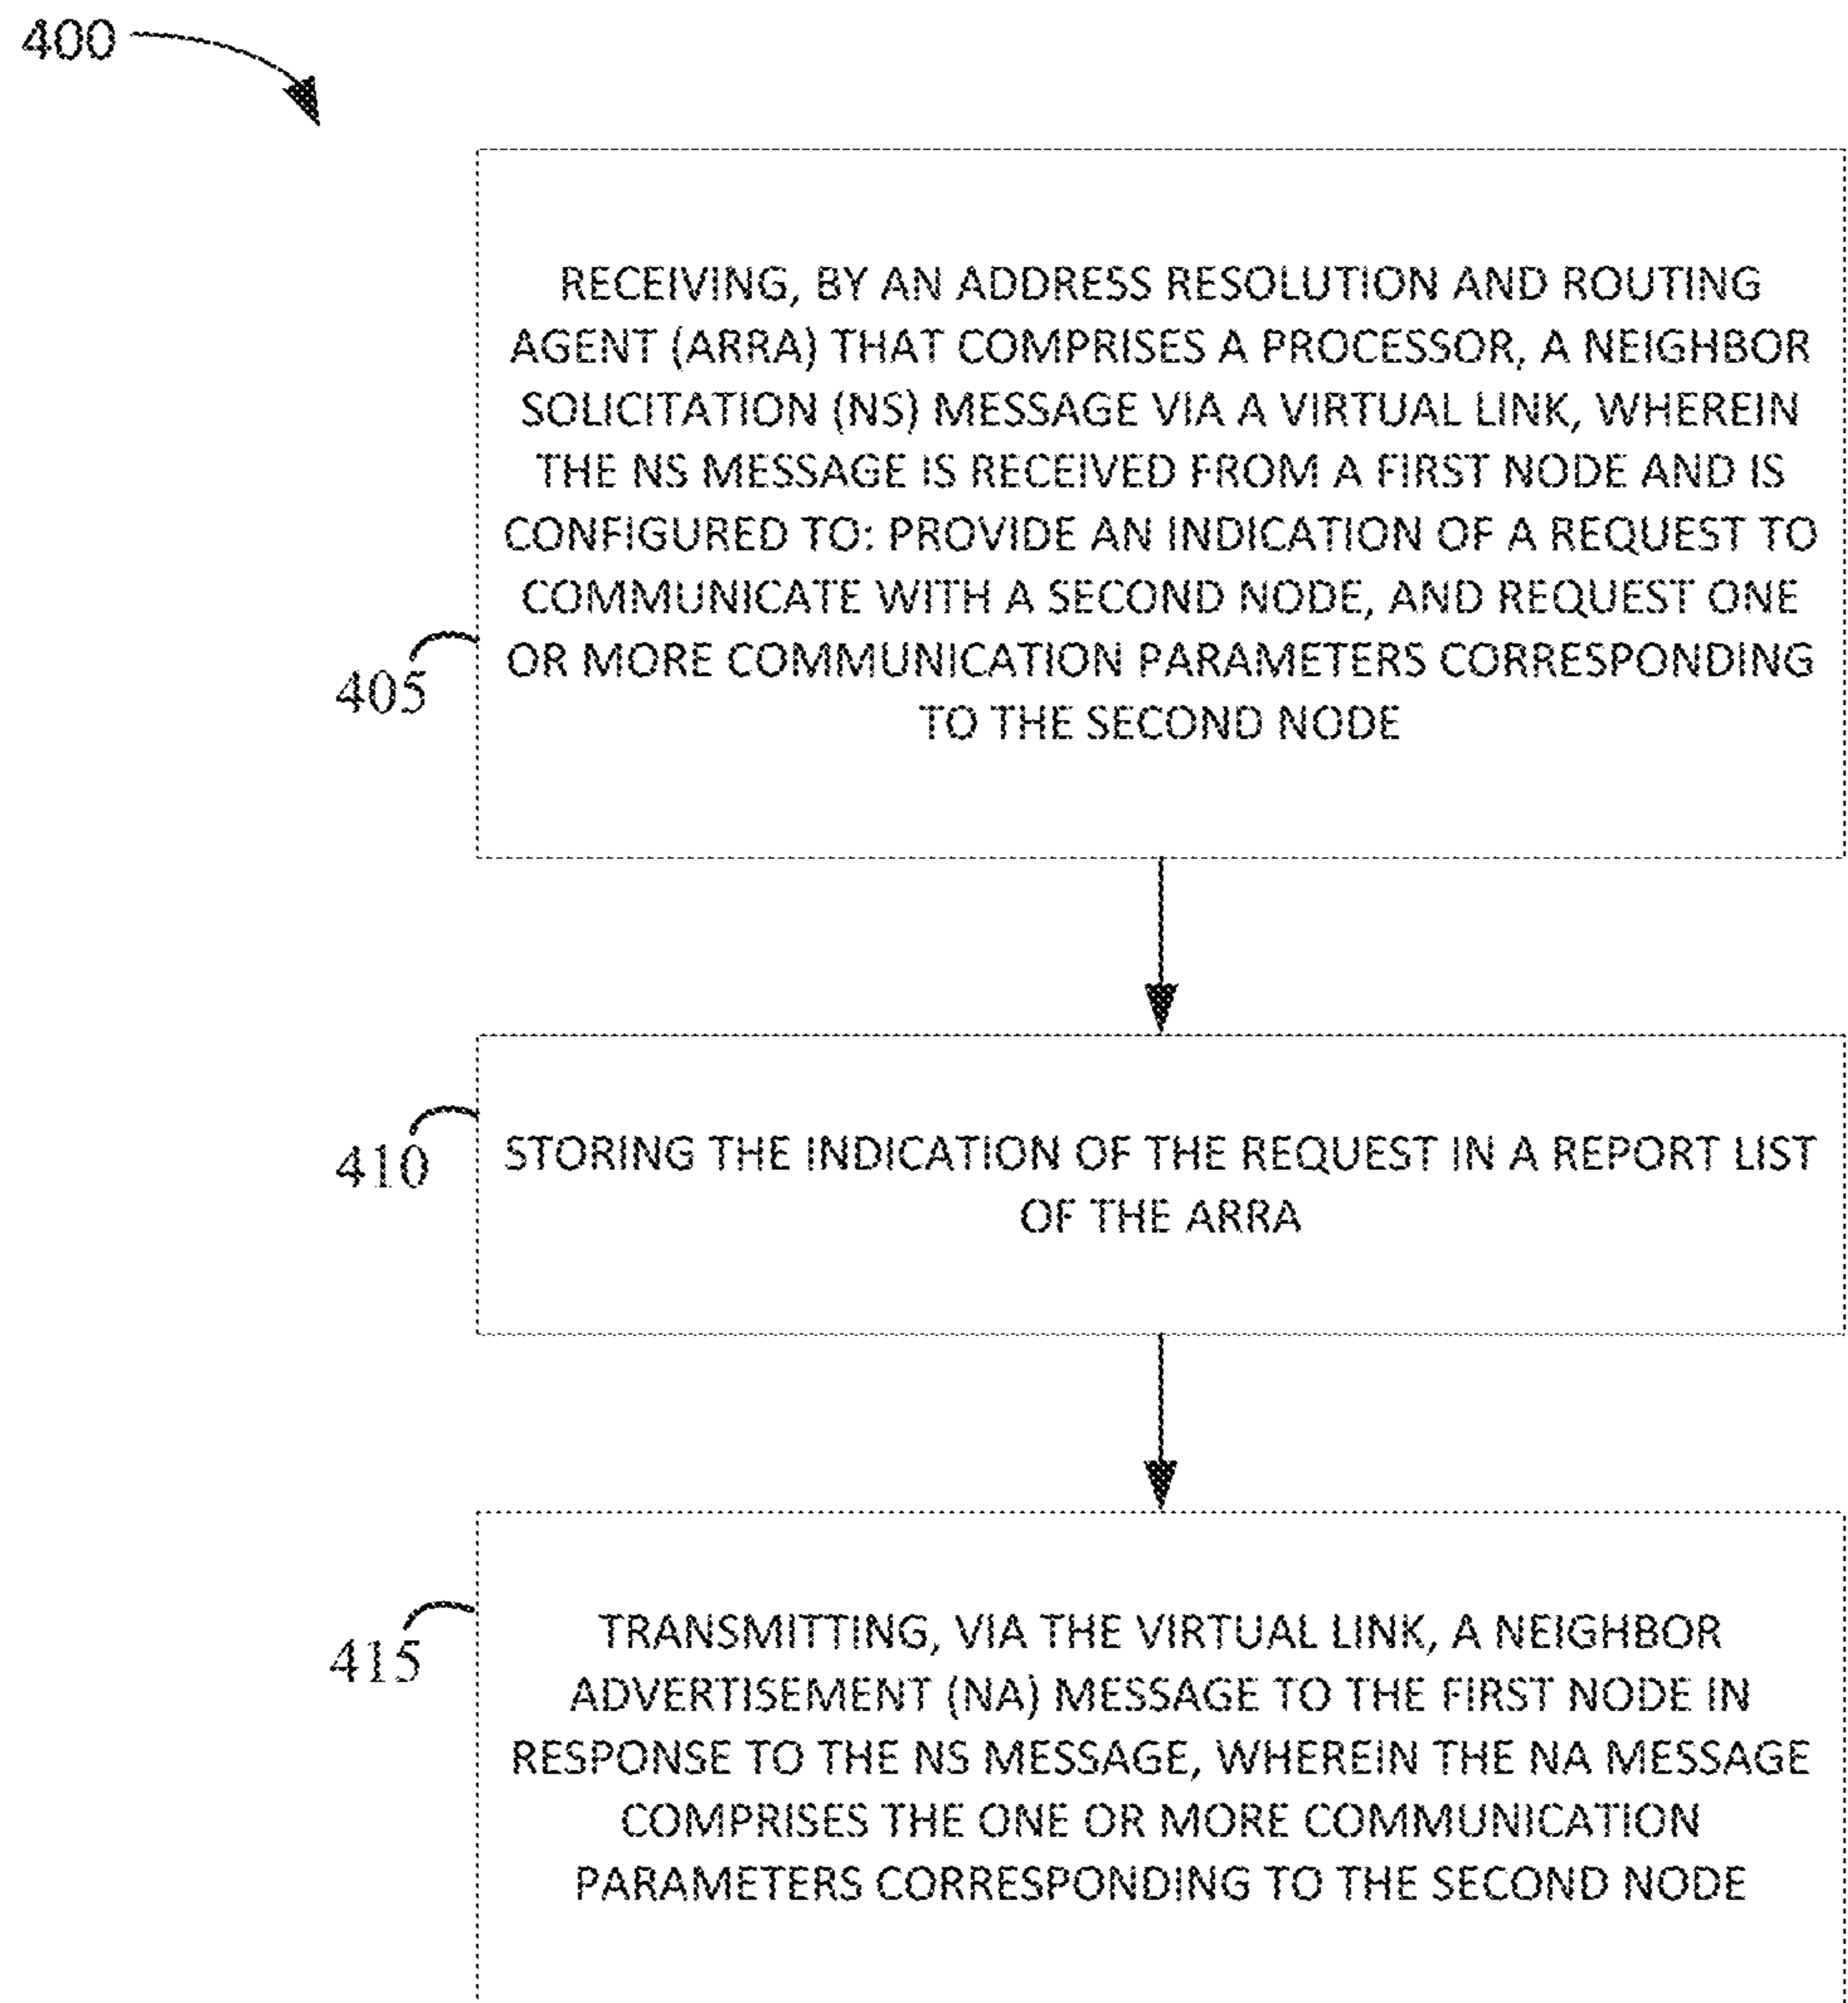 400
RECEIVING, BY AN ADDRESS RESOLUTION AND ROUTING
AGENT (ARRA) THAT COMPRISES A PROCESSOR, A NEIGHBOR
SOLICITATION (NS) MESSAGE VIA A VIRTUAL LINK, WHEREIN
THE NS MESSAGE IS RECEIVED FROM A FIRST NODE AND IS
CONFIGURED TO: PROVIDE AN INDICATION OF A REQUEST TO
COMMUNICATE WITH A SECOND NODE, AND REQUEST ONE
OR MORE COMMUNICATION PARAMETERS CORRESPONDING
TO THE SECOND NODE
405
STORING THE INDICATION OF THE REQUEST IN A REPORT LIST
OF THE ARRA
410
TRANSMITTING, VIA THE VIRTUAL LINK, A NEIGHBOR
ADVERTISEMENT (NA) MESSAGE TO THE FIRST NODE IN
RESPONSE TO THE NS MESSAGE, WHEREIN THE NA MESSAGE
COMPRISES THE ONE OR MORE COMMUNICATION
PARAMETERS CORRESPONDING TO THE SECOND NODE
415